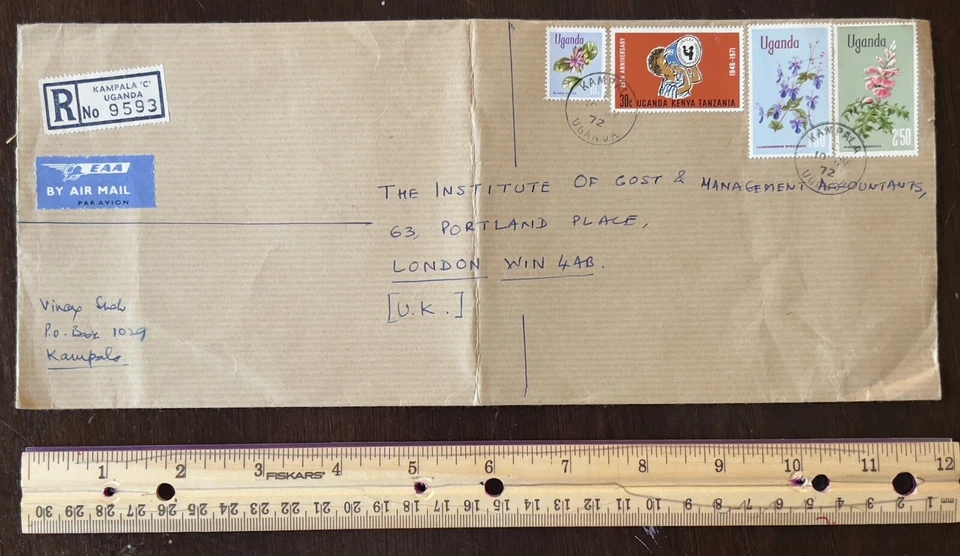 R
KAMPALA 'C'
UGANDA
No 9593
EAA
BY AIR MAIL
PAR AVION
Uganda
25TH ANNIVERSARY
1946-1971
30c UGANDA KENYA TANZANIA
Uganda
Uganda
2'50
KAMPALA
72
UGANDA
KAMPALA
72
THE INSTITUTE OF COST & MANAGEMENT ACCOUNTANTS,
63, PORTLAND PLACE,
LONDON WIN 4AB.
[U.K.]
Vinay Shah
P.O. Box 1029
Kampala
1 2 3 FISKARS 4 5 6 7 8 9 10 11 12
30 29 28 27 26 25 24 23 22 21 20 19 18 17 16 15 14 13 12 11 10 9 8 7 6 5 4 3 2 1 mm